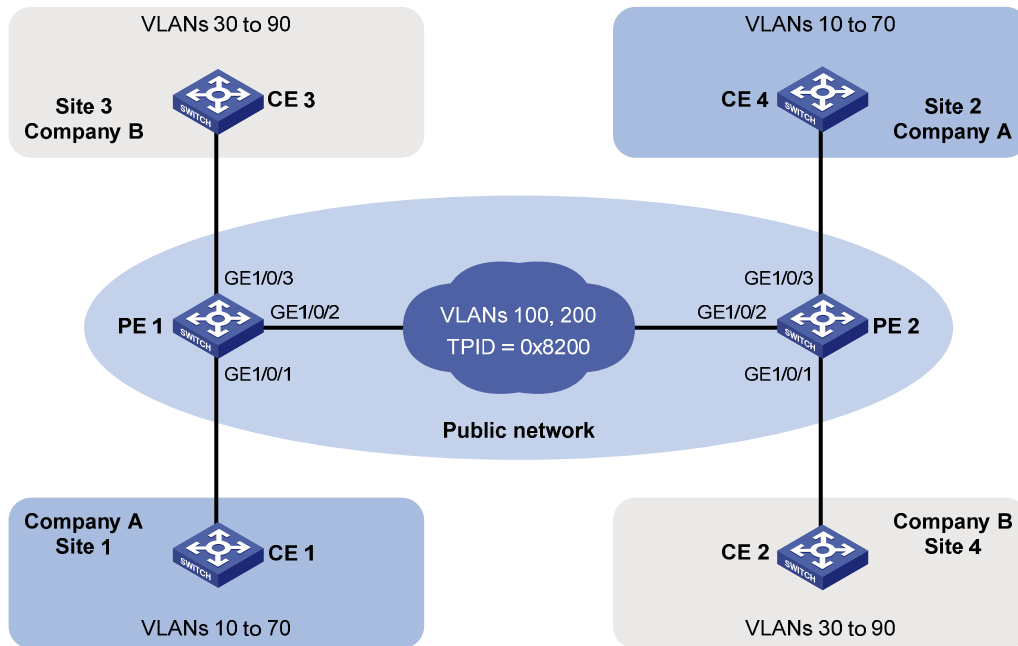 VLANs 30 to 90
VLANs 10 to 70
SWITCH
CE 3
Site 3
Company B
CE 4
SWITCH
Site 2
Company A
GE1/0/3
GE1/0/3
PE 1
SWITCH
GE1/0/2
VLANs 100, 200
TPID = 0x8200
GE1/0/2
SWITCH
PE 2
GE1/0/1
GE1/0/1
Public network
Company A
Site 1
SWITCH
CE 1
VLANs 10 to 70
CE 2
SWITCH
Company B
Site 4
VLANs 30 to 90